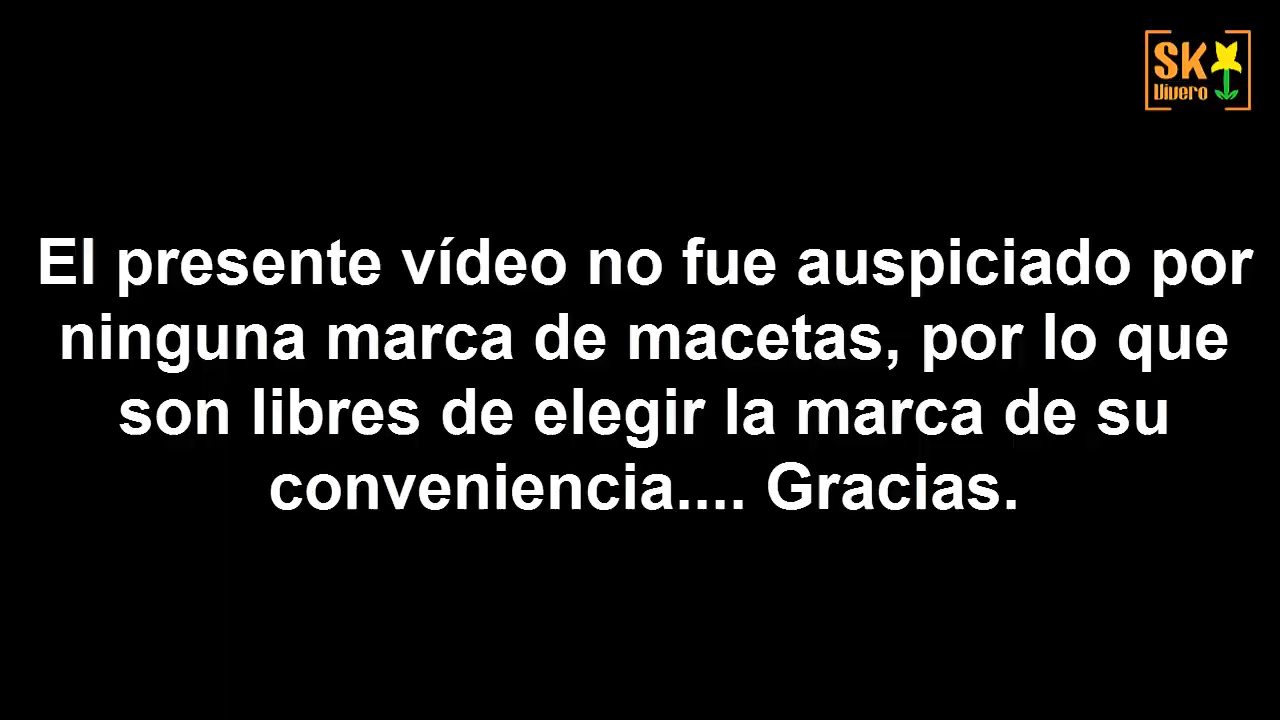 SK
Vivero
El presente vídeo no fue auspiciado por
ninguna marca de macetas, por lo que
son libres de elegir la marca de su
conveniencia.... Gracias.